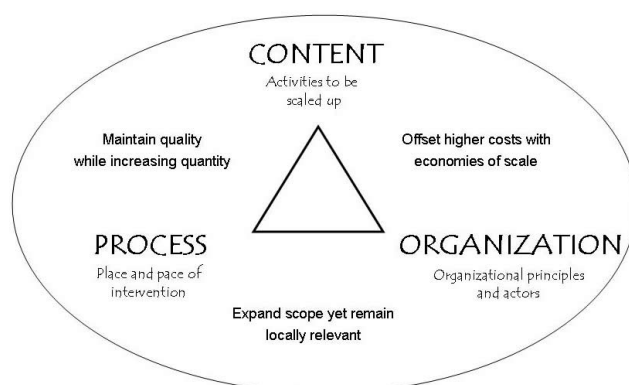 CONTENT
Activities to be
scaled up
Maintain quality
while increasing quantity
Offset higher costs with
economies of scale
PROCESS
Place and pace of
intervention
ORGANIZATION
Organizational principles
and actors
Expand scope yet remain
locally relevant